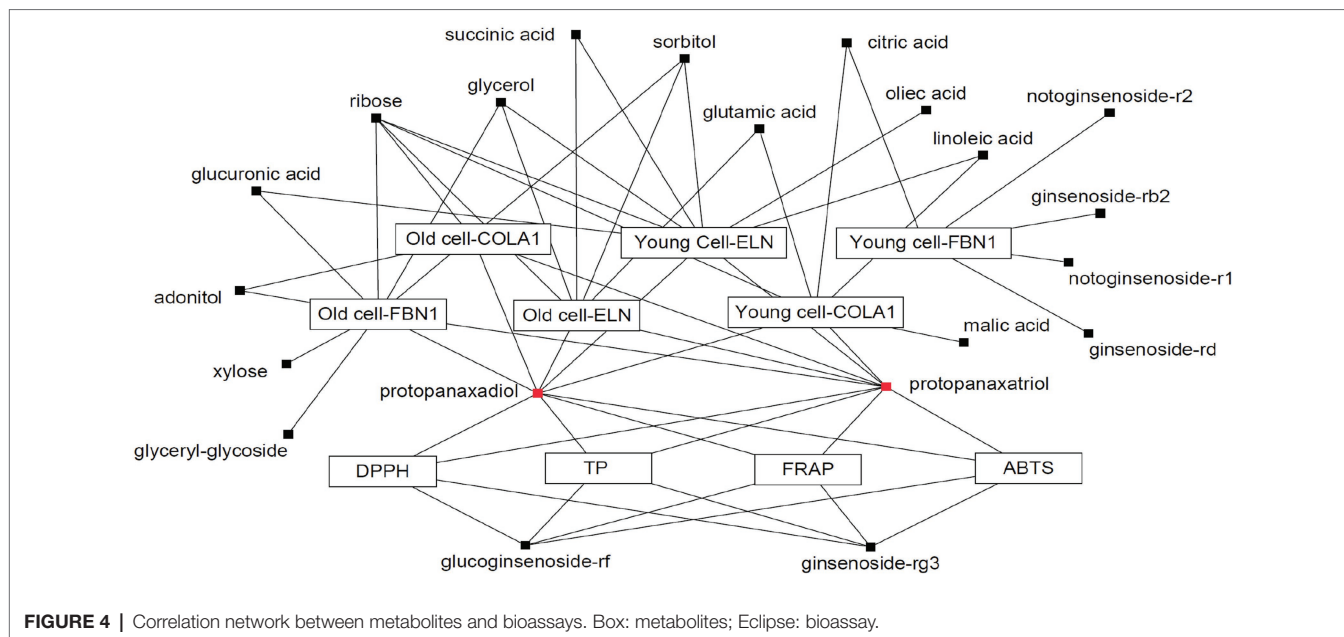 succinic acid
sorbitol
citric acid
glycerol
oliec acid
ribose
glutamic acid
notoginsenoside-r2
linoleic acid
glucuronic acid
ginsenoside-rb2
Old cell-COLA1
Young Cell-ELN
Young cell-FBN1
notoginsenoside-r1
adonitol
Old cell-FBN1
Old cell-ELN
Young cell-COLA1
malic acid
ginsenoside-rd
xylose
protopanaxadiol
protopanaxatriol
glyceryl-glycoside
DPPH
TP
FRAP
ABTS
glucoginsenoside-rf
ginsenoside-rg3
FIGURE 4 | Correlation network between metabolites and bioassays. Box: metabolites; Eclipse: bioassay.